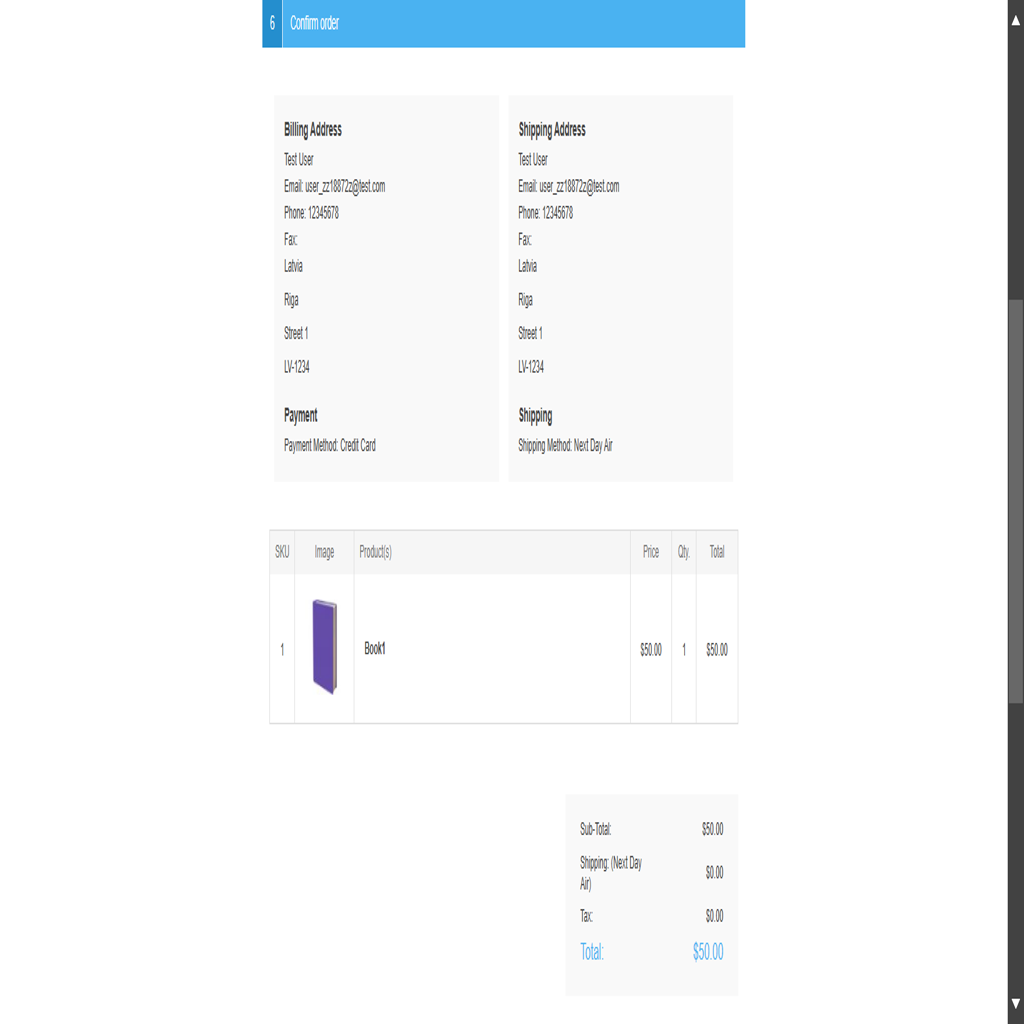 6 Confirm order
Billing Address
Test User
Email: user_zz18872z@test.com
Phone: 12345678
Fax:
Latvia
Riga
Street 1
LV-1234
Payment
Payment Method: Credit Card
Shipping Address
Test User
Email: user_zz18872z@test.com
Phone: 12345678
Fax:
Latvia
Riga
Street 1
LV-1234
Shipping
Shipping Method: Next Day Air
SKU Image Product(s) Price Qty. Total
1 Book1 $50.00 1 $50.00
Sub-Total: $50.00
Shipping: (Next Day
Air) $0.00
Tax: $0.00
Total: $50.00